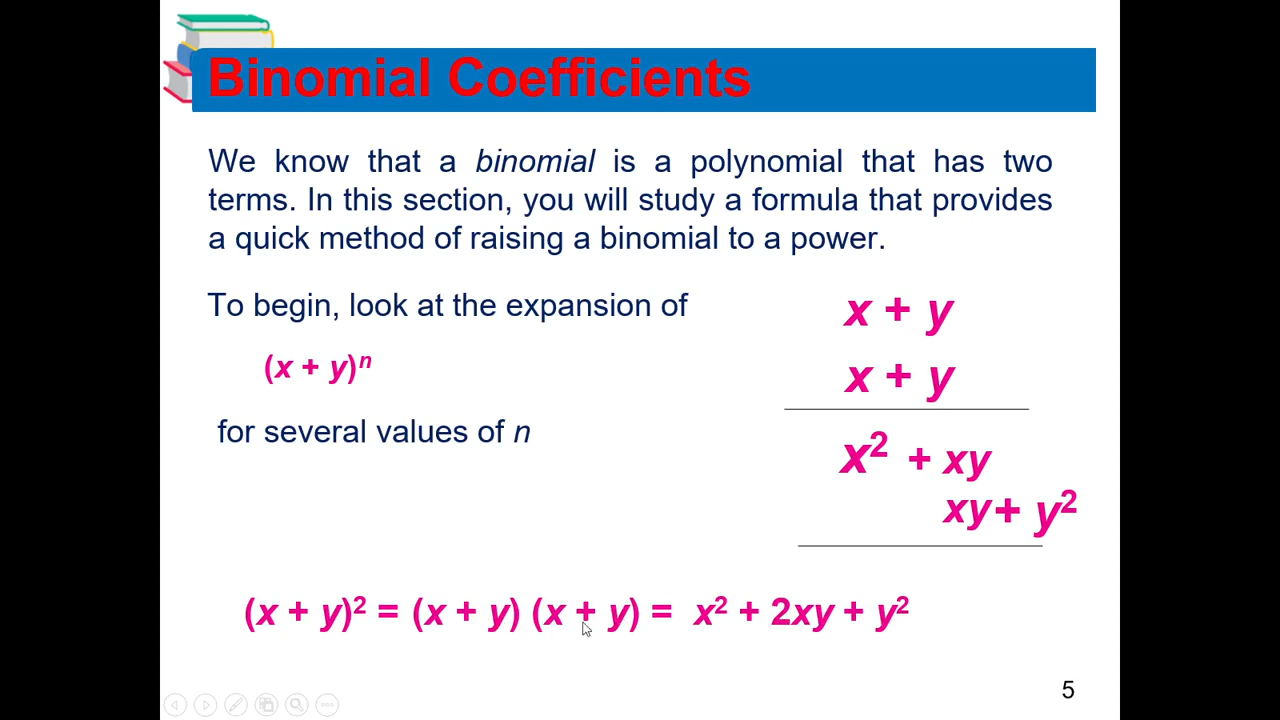 Binomial Coefficients
We know that a binomial is a polynomial that has two
terms. In this section, you will study a formula that provides
a quick method of raising a binomial to a power.
To begin, look at the expansion of
(x + y)ⁿ
for several values of n
x + y
x + y
x² + xy
xy + y²
(x + y)² = (x + y) (x + y) = x² + 2xy + y²
5